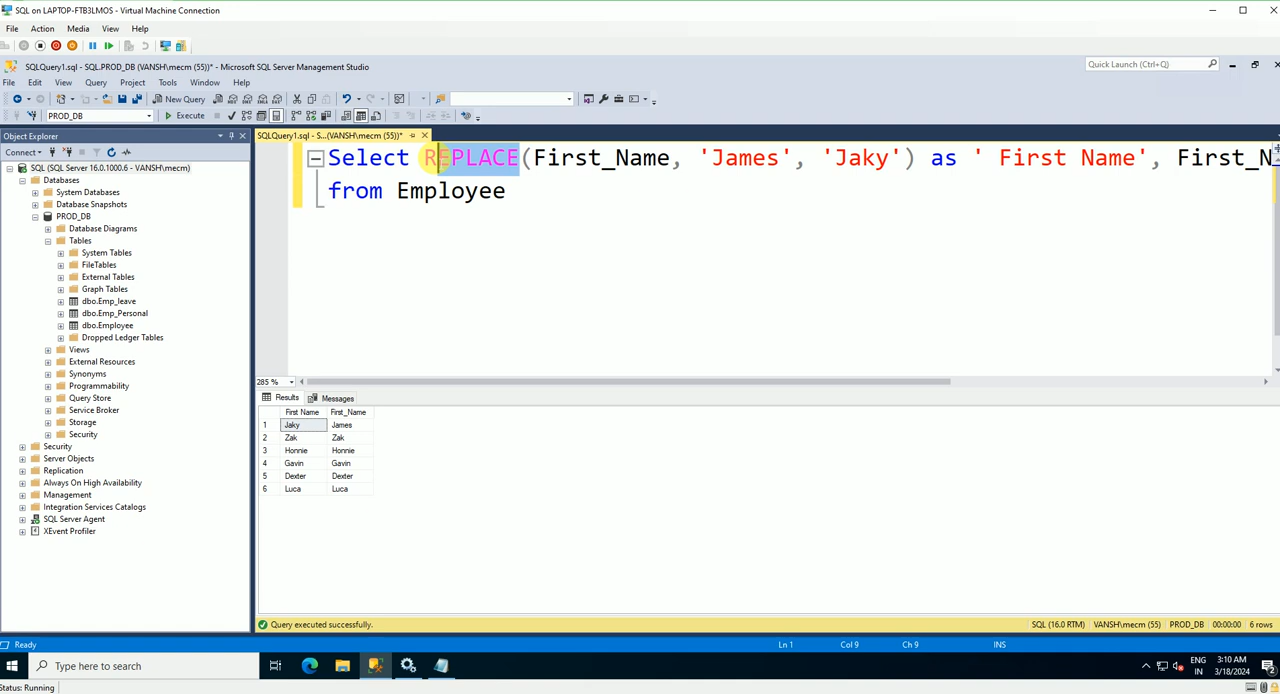 SQL on LAPTOP-FTB3LMOS - Virtual Machine Connection
File Action Media View Help
SQLQuery1.sql - SQL.PROD_DB (VANSH\mecm (55))* - Microsoft SQL Server Management Studio
Quick Launch (Ctrl+Q)
File Edit View Query Project Tools Window Help
New Query
PROD_DB Execute
Object Explorer
SQLQuery1.sql - S...(VANSH\mecm (55))*
Connect
Select REPLACE(First_Name, 'James', 'Jaky') as ' First Name', First_N
from Employee
SQL (SQL Server 16.0.1000.6 - VANSH\mecm)
Databases
System Databases
Database Snapshots
PROD_DB
Database Diagrams
Tables
System Tables
FileTables
External Tables
Graph Tables
dbo.Emp_leave
dbo.Emp_Personal
dbo.Employee
Dropped Ledger Tables
Views
External Resources
Synonyms
Programmability
Query Store
Service Broker
Storage
Security
Security
Server Objects
Replication
Always On High Availability
Management
Integration Services Catalogs
SQL Server Agent
XEvent Profiler
285 %
Results Messages
First Name First_Name
1 Jaky James
2 Zak Zak
3 Honnie Honnie
4 Gavin Gavin
5 Dexter Dexter
6 Luca Luca
Query executed successfully. SQL (16.0 RTM) VANSH\mecm (55) PROD_DB 00:00:00 6 rows
Ready Ln 1 Col 9 Ch 9 INS
Type here to search
ENG
IN
3:10 AM
3/18/2024
2
Status: Running